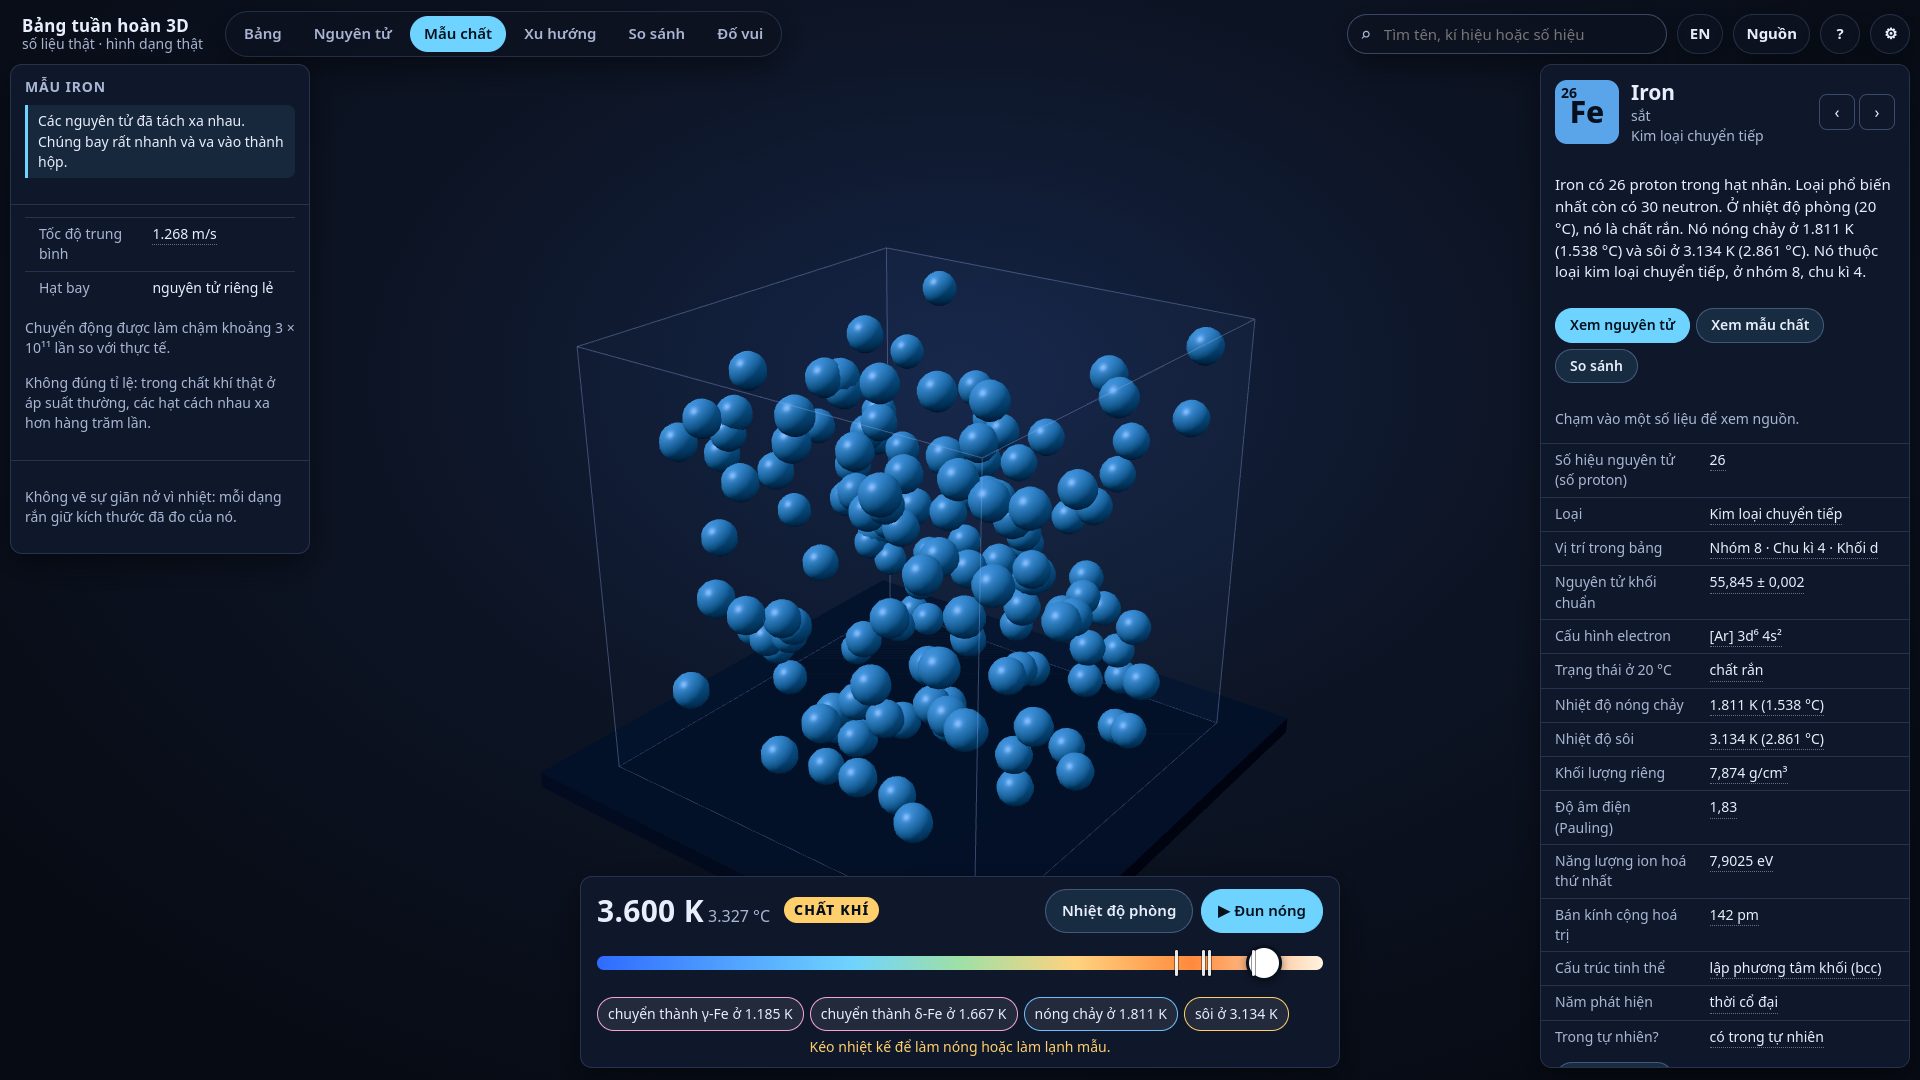 Bảng tuần hoàn 3D
số liệu thật · hình dạng thật
Bảng
Nguyên tử
Mẫu chất
Xu hướng
So sánh
Đố vui
Tìm tên, kí hiệu hoặc số hiệu
EN
Nguồn
?
MẪU IRON
Các nguyên tử đã tách xa nhau.
Chúng bay rất nhanh và va vào thành
hộp.
Tốc độ trung
bình
1.268 m/s
Hạt bay
nguyên tử riêng lẻ
Chuyển động được làm chậm khoảng 3 ×
10¹¹ lần so với thực tế.
Không đúng tỉ lệ: trong chất khí thật ở
áp suất thường, các hạt cách nhau xa
hơn hàng trăm lần.
Không vẽ sự giãn nở vì nhiệt: mỗi dạng
rắn giữ kích thước đã đo của nó.
3.600 K 3.327 °C
CHẤT KHÍ
Nhiệt độ phòng
▶ Đun nóng
chuyển thành γ-Fe ở 1.185 K
chuyển thành δ-Fe ở 1.667 K
nóng chảy ở 1.811 K
sôi ở 3.134 K
Kéo nhiệt kế để làm nóng hoặc làm lạnh mẫu.
26
Fe
Iron
sắt
Kim loại chuyển tiếp
‹
›
Iron có 26 proton trong hạt nhân. Loại phổ biến
nhất còn có 30 neutron. Ở nhiệt độ phòng (20
°C), nó là chất rắn. Nó nóng chảy ở 1.811 K
(1.538 °C) và sôi ở 3.134 K (2.861 °C). Nó thuộc
loại kim loại chuyển tiếp, ở nhóm 8, chu kì 4.
Xem nguyên tử
Xem mẫu chất
So sánh
Chạm vào một số liệu để xem nguồn.
Số hiệu nguyên tử
(số proton)
26
Loại
Kim loại chuyển tiếp
Vị trí trong bảng
Nhóm 8 · Chu kì 4 · Khối d
Nguyên tử khối
chuẩn
55,845 ± 0,002
Cấu hình electron
[Ar] 3d⁶ 4s²
Trạng thái ở 20 °C
chất rắn
Nhiệt độ nóng chảy
1.811 K (1.538 °C)
Nhiệt độ sôi
3.134 K (2.861 °C)
Khối lượng riêng
7,874 g/cm³
Độ âm điện
(Pauling)
1,83
Năng lượng ion hoá
thứ nhất
7,9025 eV
Bán kính cộng hoá
trị
142 pm
Cấu trúc tinh thể
lập phương tâm khối (bcc)
Năm phát hiện
thời cổ đại
Trong tự nhiên?
có trong tự nhiên